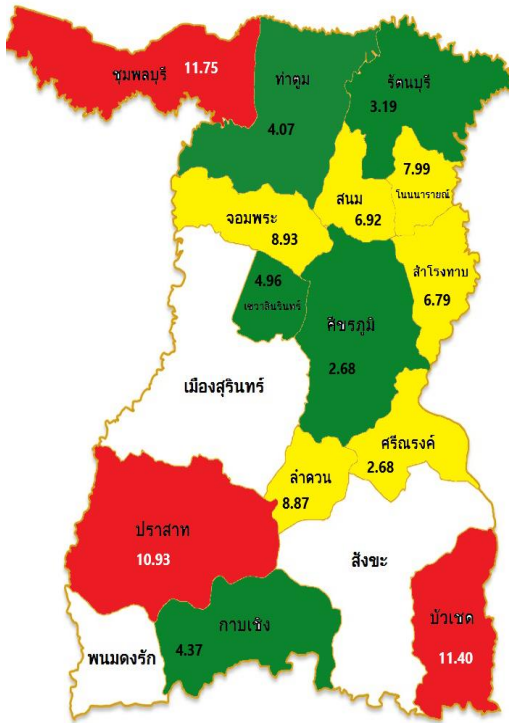 ชุมพลบุรี 11.75
ท่าตูม
4.07
รัตนบุรี
3.19
7.99
โนนนารายณ์
สนม
6.92
จอมพระ
8.93
สำโรงทาบ
6.79
4.96
เขวาสินรินทร์
ศีขรภูมิ
2.68
เมืองสุรินทร์
ศรีณรงค์
2.68
ลำดวน
8.87
ปราสาท
10.93
สังขะ
บัวเชด
11.40
กาบเชิง
4.37
พนมดงรัก